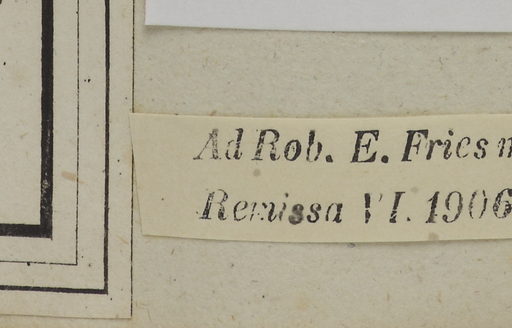 Ad Rob. E. Fries
Remissa VI. 1906